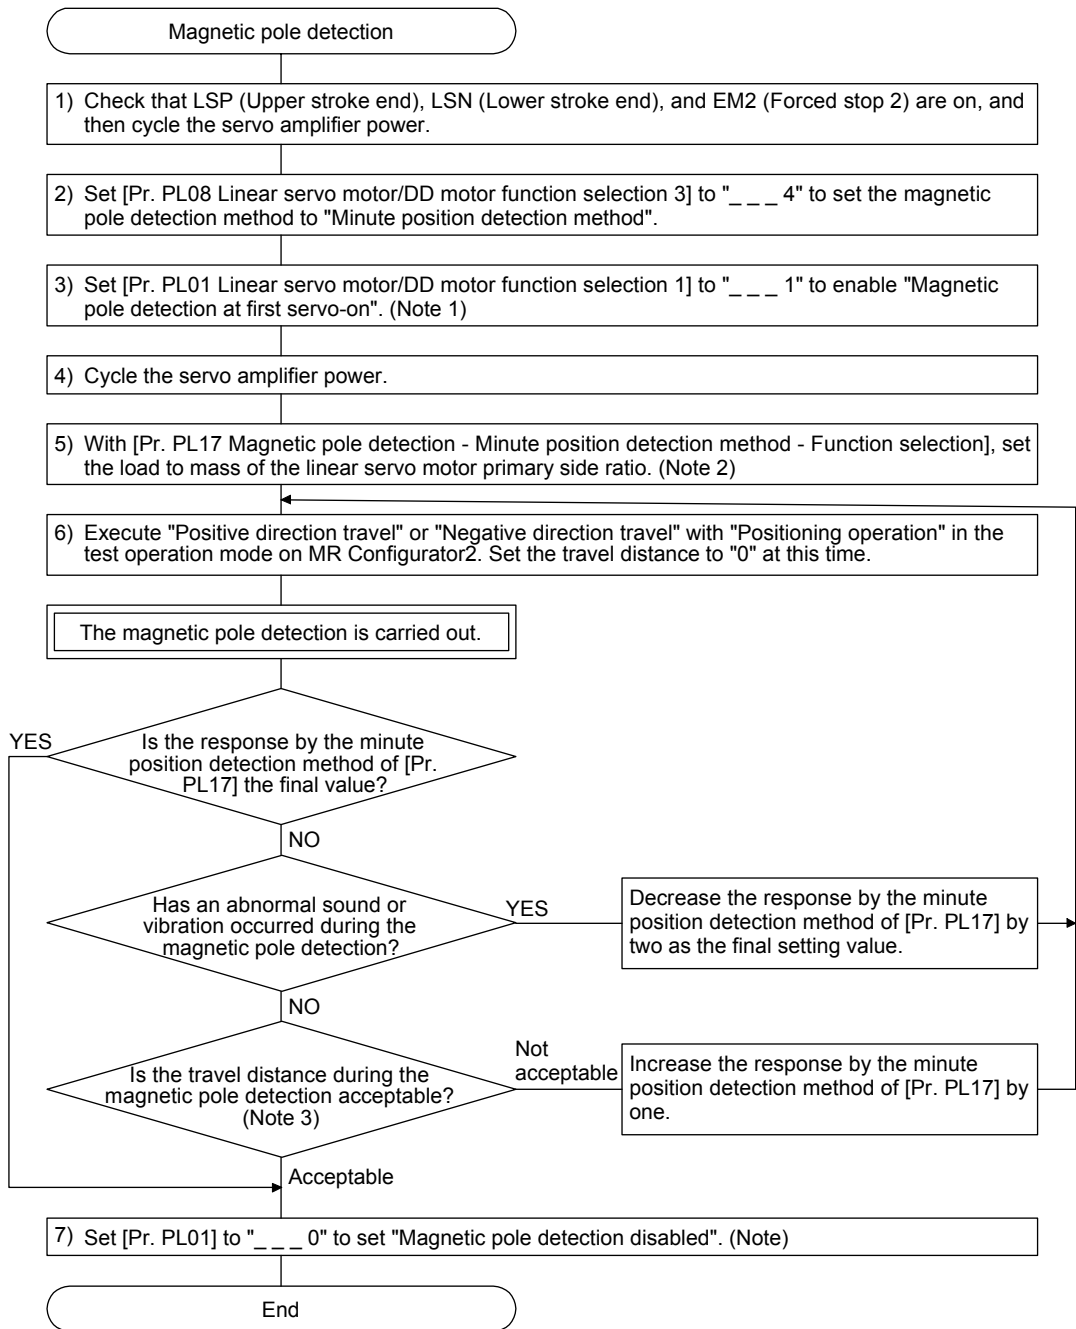 Magnetic pole detection
1) Check that LSP (Upper stroke end), LSN (Lower stroke end), and EM2 (Forced stop 2) are on, and
then cycle the servo amplifier power.
2) Set [Pr. PL08 Linear servo motor/DD motor function selection 3] to "_ _ _ 4" to set the magnetic
pole detection method to "Minute position detection method".
3) Set [Pr. PL01 Linear servo motor/DD motor function selection 1] to "_ _ _ 1" to enable "Magnetic
pole detection at first servo-on". (Note 1)
4) Cycle the servo amplifier power.
5) With [Pr. PL17 Magnetic pole detection - Minute position detection method - Function selection], set
the load to mass of the linear servo motor primary side ratio. (Note 2)
6) Execute "Positive direction travel" or "Negative direction travel" with "Positioning operation" in the
test operation mode on MR Configurator2. Set the travel distance to "0" at this time.
The magnetic pole detection is carried out.
YES
Is the response by the minute
position detection method of [Pr.
PL17] the final value?
NO
Has an abnormal sound or
vibration occurred during the
magnetic pole detection?
YES
Decrease the response by the minute
position detection method of [Pr. PL17] by
two as the final setting value.
NO
Is the travel distance during the
magnetic pole detection acceptable?
(Note 3)
Not
acceptable
Increase the response by the minute
position detection method of [Pr. PL17] by
one.
Acceptable
7) Set [Pr. PL01] to "_ _ _ 0" to set "Magnetic pole detection disabled". (Note)
End